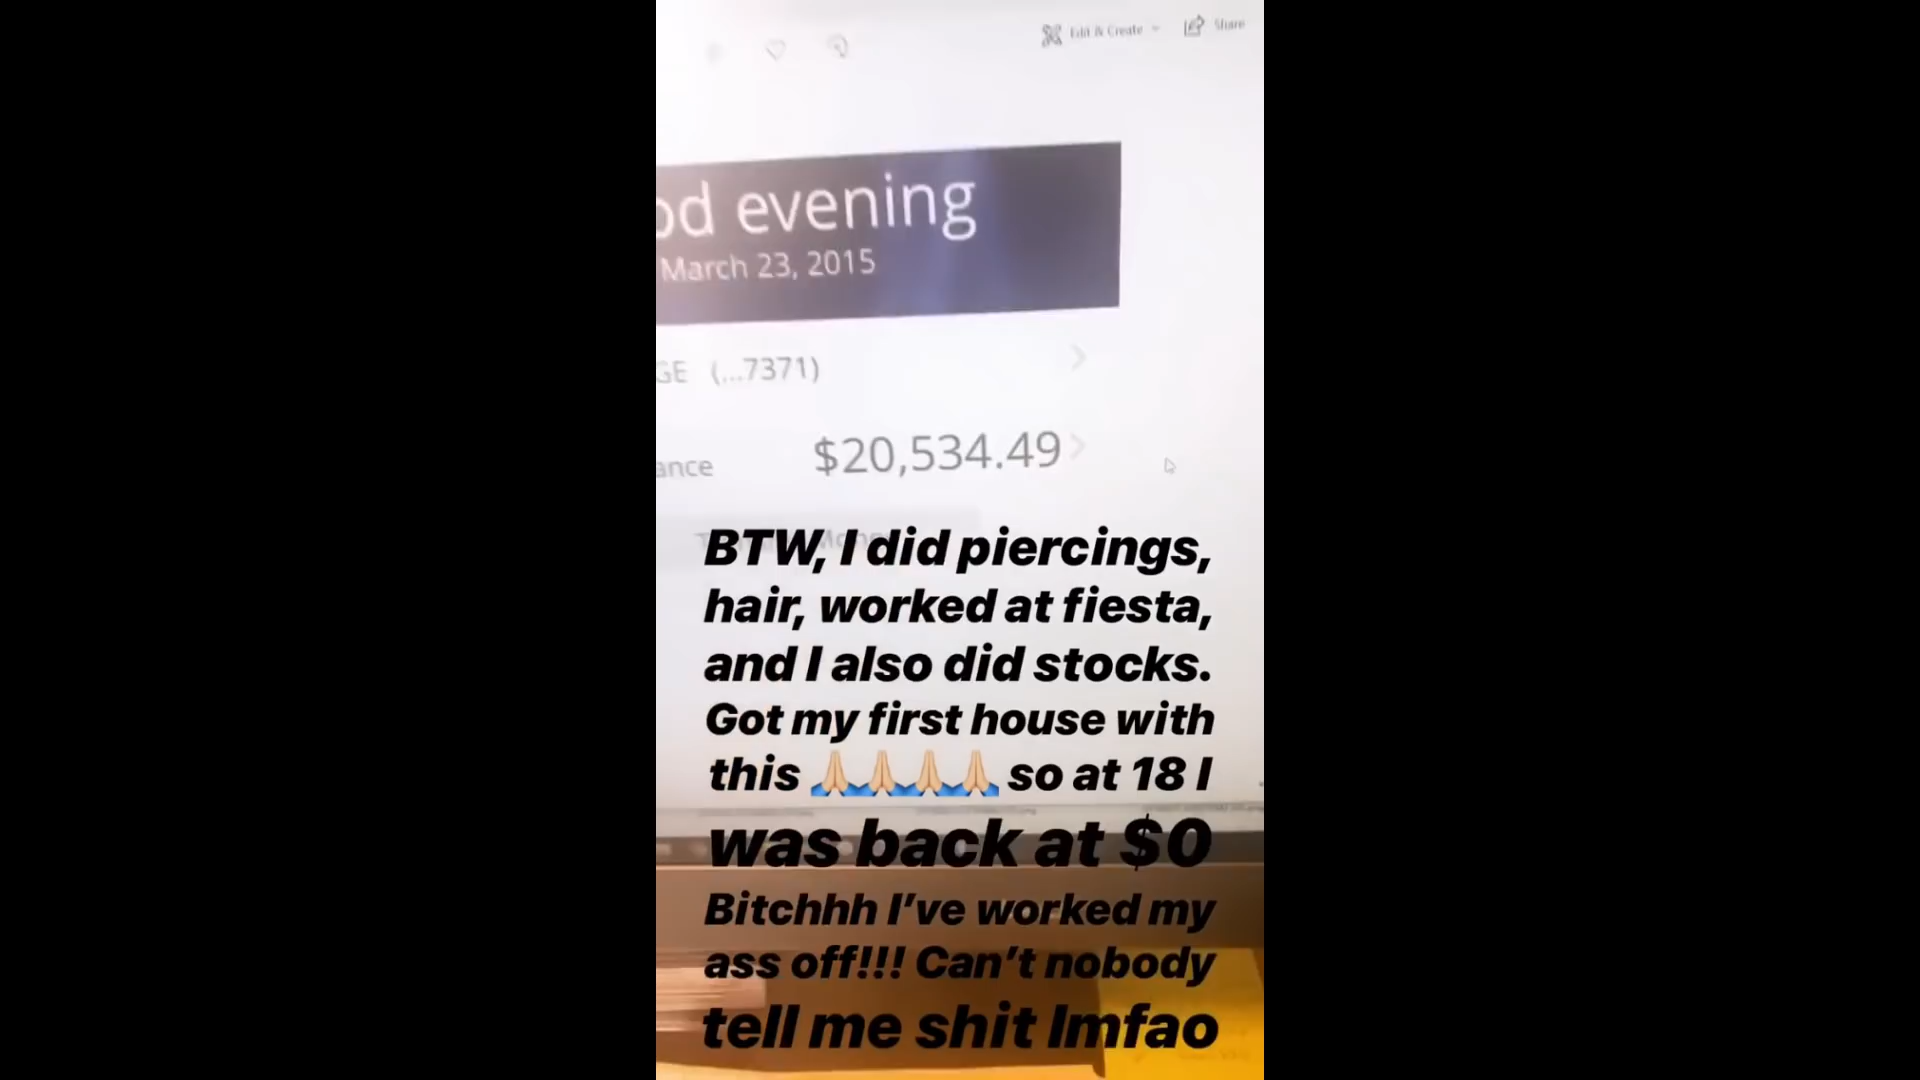 Edit & Create
Share
od evening
March 23, 2015
GE (...7371)
ance $20,534.49
BTW, I did piercings,
hair, worked at fiesta,
and I also did stocks.
Got my first house with
this 🙏🏼🙏🏼🙏🏼🙏🏼 so at 18 I
was back at $0
Bitchhh I’ve worked my
ass off!!! Can’t nobody
tell me shit lmfao